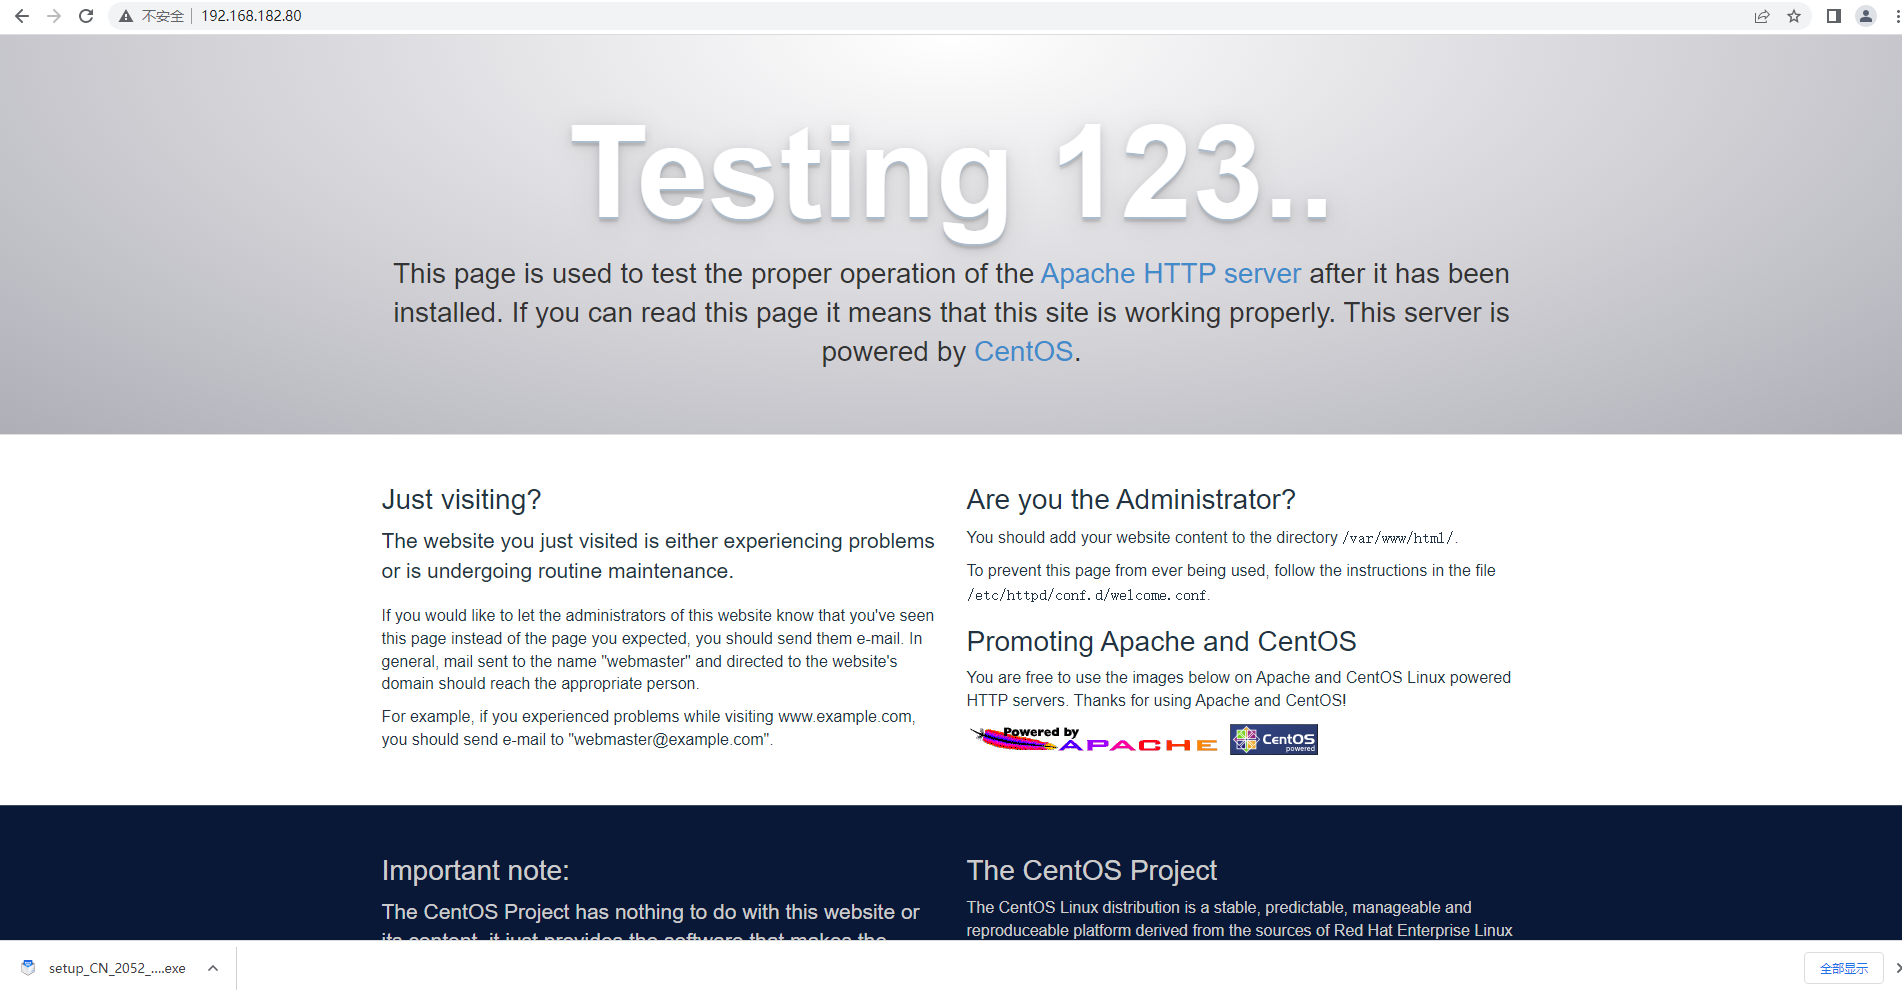 不安全 192.168.182.80
Testing 123..
This page is used to test the proper operation of the Apache HTTP server after it has been
installed. If you can read this page it means that this site is working properly. This server is
powered by CentOS.
Just visiting?
The website you just visited is either experiencing problems
or is undergoing routine maintenance.
If you would like to let the administrators of this website know that you've seen
this page instead of the page you expected, you should send them e-mail. In
general, mail sent to the name "webmaster" and directed to the website's
domain should reach the appropriate person.
For example, if you experienced problems while visiting www.example.com,
you should send e-mail to "webmaster@example.com".
Are you the Administrator?
You should add your website content to the directory /var/www/html/.
To prevent this page from ever being used, follow the instructions in the file
/etc/httpd/conf.d/welcome.conf.
Promoting Apache and CentOS
You are free to use the images below on Apache and CentOS Linux powered
HTTP servers. Thanks for using Apache and CentOS!
Powered by
APACHE
CentOS
powered
Important note:
The CentOS Project has nothing to do with this website or
its content, it just provides the software that makes the
The CentOS Project
The CentOS Linux distribution is a stable, predictable, manageable and
reproduceable platform derived from the sources of Red Hat Enterprise Linux
setup_CN_2052_....exe
全部显示